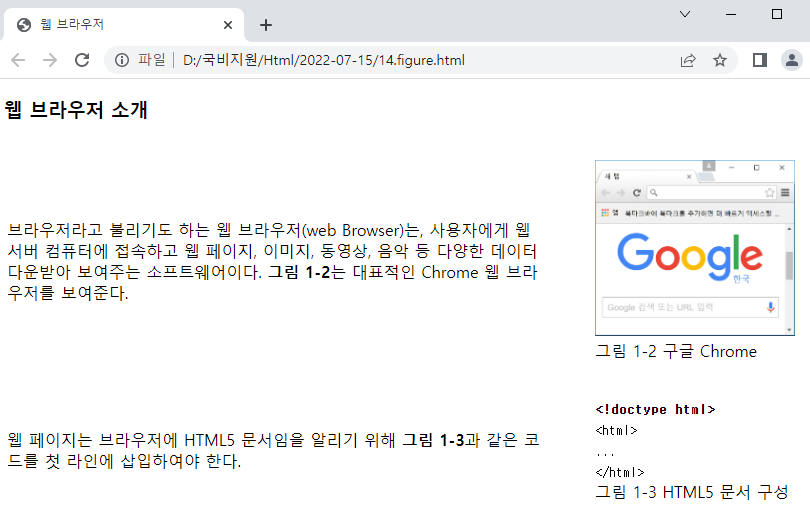 웹 브라우저
파일 D:/국비지원/Html/2022-07-15/14.figure.html
웹 브라우저 소개
브라우저라고 불리기도 하는 웹 브라우저(web Browser)는, 사용자에게 웹
서버 컴퓨터에 접속하고 웹 페이지, 이미지, 동영상, 음악 등 다양한 데이터
다운받아 보여주는 소프트웨어이다. 그림 1-2는 대표적인 Chrome 웹 브라
우저를 보여준다.
새 탭
앱 북마크바에 북마크를 추가하면 더 빠르게 액세스할 ...
Google
한국
Google 검색 또는 URL 입력
그림 1-2 구글 Chrome
웹 페이지는 브라우저에 HTML5 문서임을 알리기 위해 그림 1-3과 같은 코
드를 첫 라인에 삽입하여야 한다.
<!doctype html>
<html>
...
</html>
그림 1-3 HTML5 문서 구성